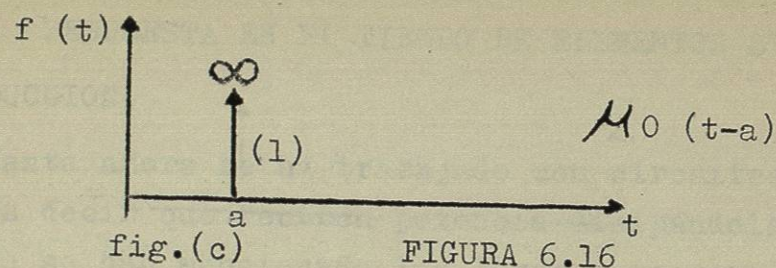 f (t)
∞
(1)
μ0 (t-a)
a
t
fig.(c) FIGURA 6.16